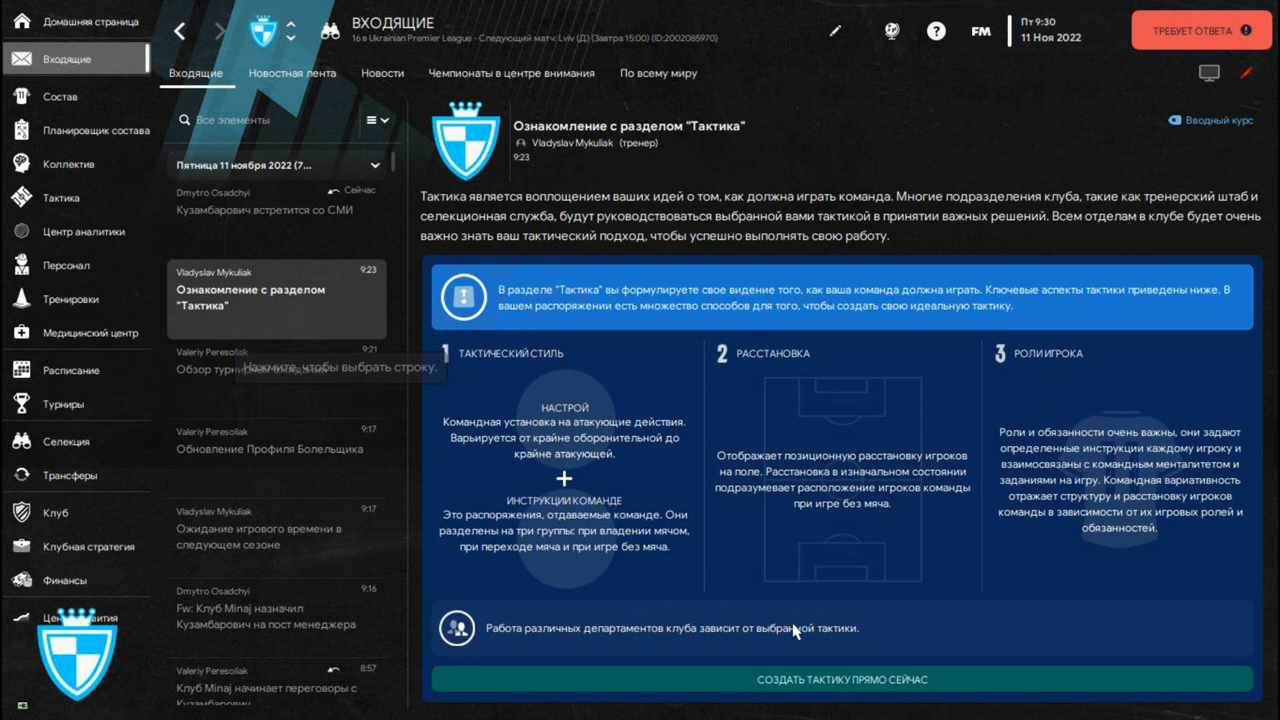 Домашняя страница
Входящие
Состав
Планировщик состава
Коллектив
Тактика
Центр аналитики
Персонал
Тренировки
Медицинский центр
Расписание
Турниры
Селекция
Трансферы
Клуб
Клубная стратегия
Финансы
ВХОДЯЩИЕ
16 в Ukrainian Premier League - Следующий матч: Lviv (Д) (Завтра 15:00) (ID:2002085970)
FM
Пт 9:30
11 Ноя 2022
ТРЕБУЕТ ОТВЕТА
Входящие
Новостная лента
Новости
Чемпионаты в центре внимания
По всему миру
Все элементы
Пятница 11 ноября 2022 (7...
Dmytro Osadchyi
Сейчас
Кузамбарович встретится со СМИ
Vladyslav Mykuliak
9:23
Ознакомление с разделом
"Тактика"
Valeriy Peresoliak
9:21
Обзор
Нажмите, чтобы выбрать строку.
Valeriy Peresoliak
9:17
Обновление Профиля Болельщика
Vladyslav Mykuliak
9:17
Ожидание игрового времени в
следующем сезоне
Dmytro Osadchyi
9:16
Fw: Клуб Minaj назначил
Кузамбаровича на пост менеджера
Valeriy Peresoliak
8:57
Клуб Minaj начинает переговоры с
Ознакомление с разделом "Тактика"
Vladyslav Mykuliak (тренер)
9:23
Вводный курс
Тактика является воплощением ваших идей о том, как должна играть команда. Многие подразделения клуба, такие как тренерский штаб и
селекционная служба, будут руководствоваться выбранной вами тактикой в принятии важных решений. Всем отделам в клубе будет очень
важно знать ваш тактический подход, чтобы успешно выполнять свою работу.
В разделе "Тактика" вы формулируете свое видение того, как ваша команда должна играть. Ключевые аспекты тактики приведены ниже. В
вашем распоряжении есть множество способов для того, чтобы создать свою идеальную тактику.
1 ТАКТИЧЕСКИЙ СТИЛЬ
НАСТРОЙ
Командная установка на атакующие действия.
Варьируется от крайне оборонительной до
крайне атакующей.
+
ИНСТРУКЦИИ КОМАНДЕ
Это распоряжения, отдаваемые команде. Они
разделены на три группы: при владении мячом,
при переходе мяча и при игре без мяча.
2 РАССТАНОВКА
Отображает позиционную расстановку игроков
на поле. Расстановка в изначальном состоянии
подразумевает расположение игроков команды
при игре без мяча.
3 РОЛИ ИГРОКА
Роли и обязанности очень важны, они задают
определенные инструкции каждому игроку и
взаимосвязаны с командным менталитетом и
заданиями на игру. Командная вариативность
отражает структуру и расстановку игроков
команды в зависимости от их игровых ролей и
обязанностей.
Работа различных департаментов клуба зависит от выбранной тактики.
СОЗДАТЬ ТАКТИКУ ПРЯМО СЕЙЧАС